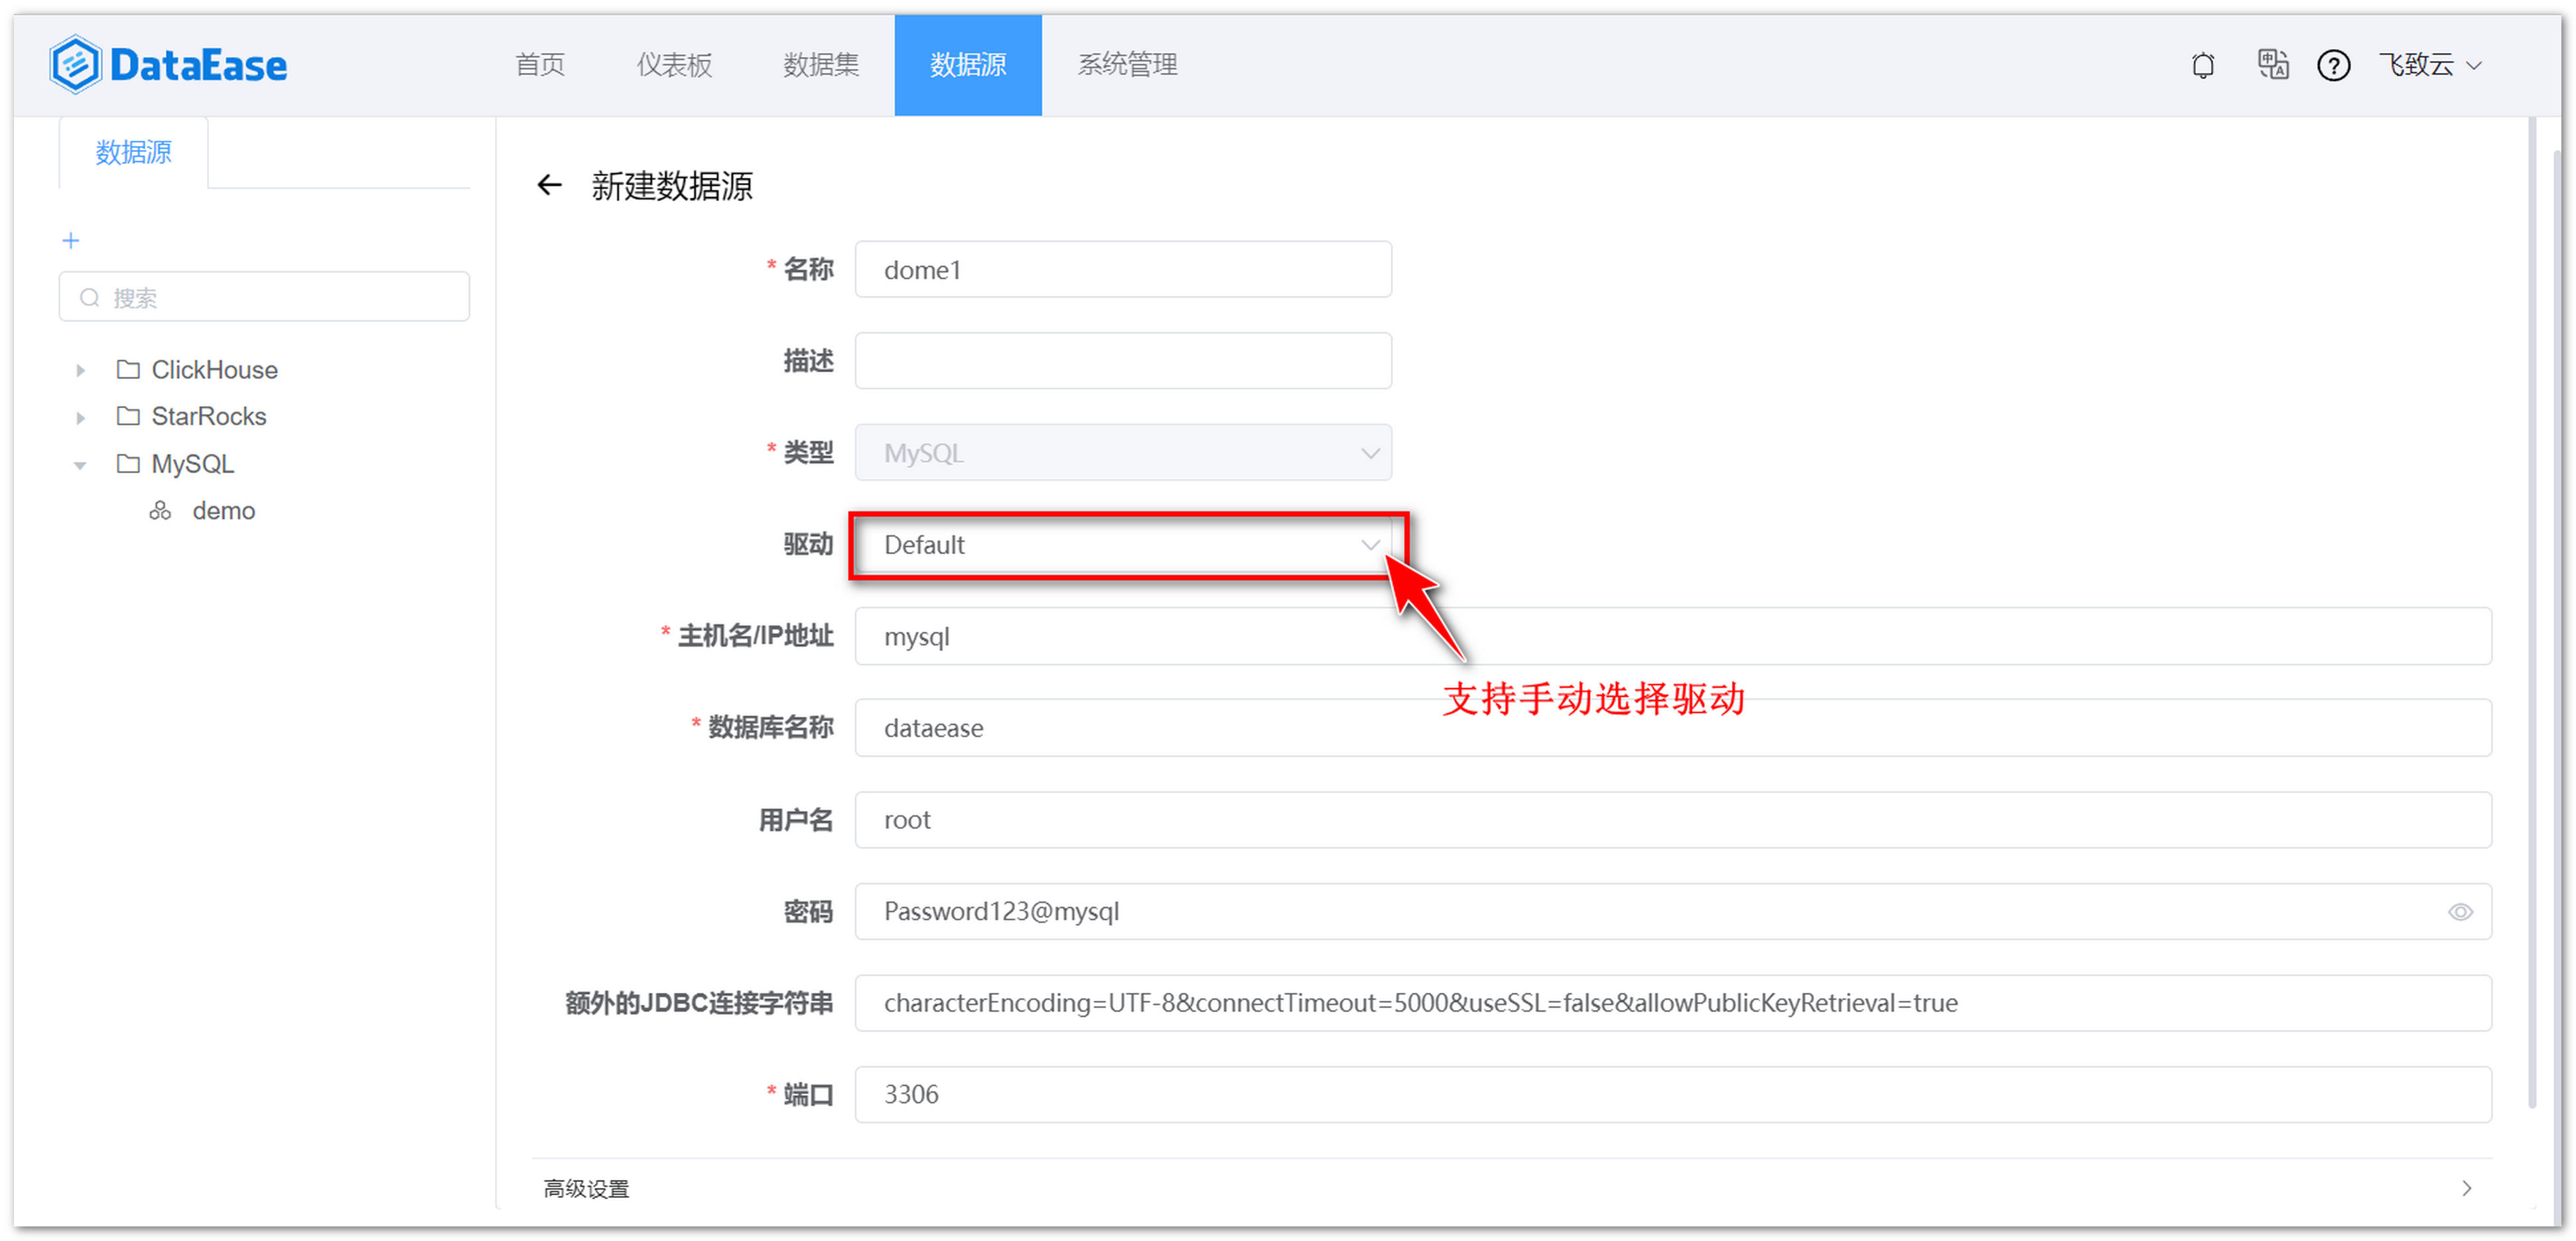 DataEase 首页 仪表板 数据集 数据源 系统管理 飞致云
数据源
+
搜索
ClickHouse
StarRocks
MySQL
demo
新建数据源
* 名称 dome1
描述
* 类型 MySQL
驱动 Default
* 主机名/IP地址 mysql
支持手动选择驱动
* 数据库名称 dataease
用户名 root
密码 Password123@mysql
额外的JDBC连接字符串 characterEncoding=UTF-8&connectTimeout=5000&useSSL=false&allowPublicKeyRetrieval=true
* 端口 3306
高级设置